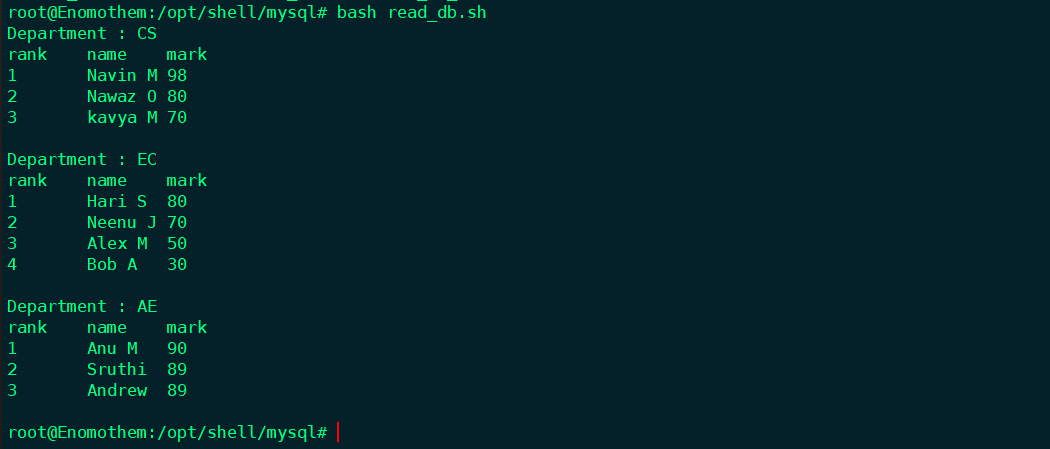 root@Enomothem:/opt/shell/mysql# bash read_db.sh
Department : CS
rank    name    mark
1       Navin M 98
2       Nawaz O 80
3       kavya M 70
Department : EC
rank    name    mark
1       Hari S  80
2       Neenu J 70
3       Alex M  50
4       Bob A   30
Department : AE
rank    name    mark
1       Anu M   90
2       Sruthi  89
3       Andrew  89
root@Enomothem:/opt/shell/mysql#